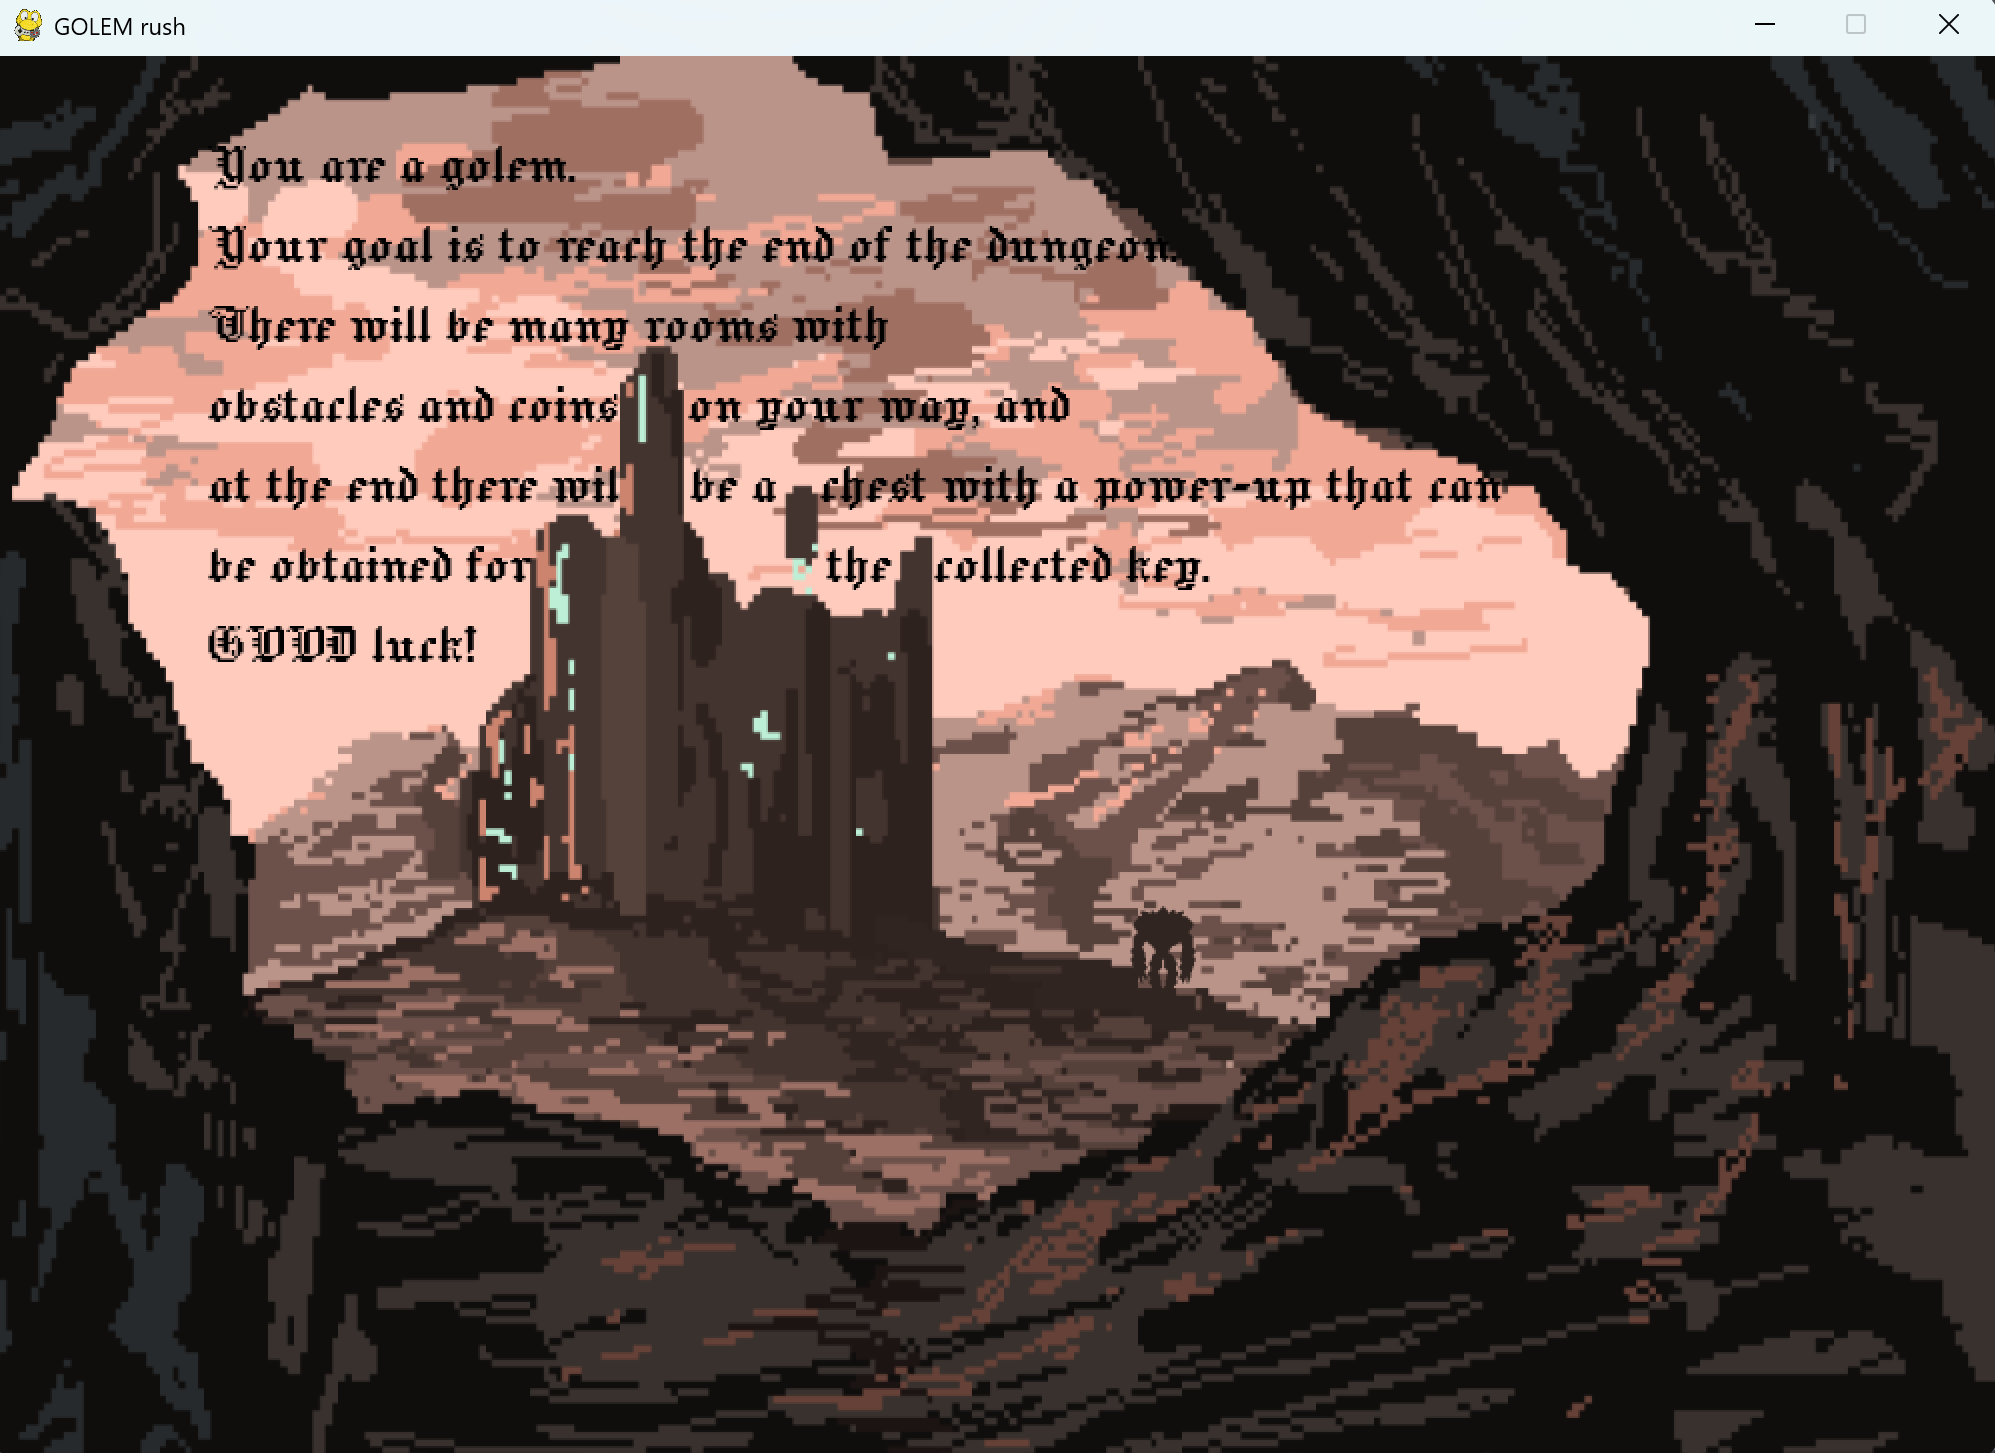 GOLEM rush
You are a golem.
Your goal is to reach the end of the dungeon.
There will be many rooms with
obstacles and coins on your way, and
at the end there wil be a chest with a power-up that can
be obtained for the collected key.
GOOD luck!